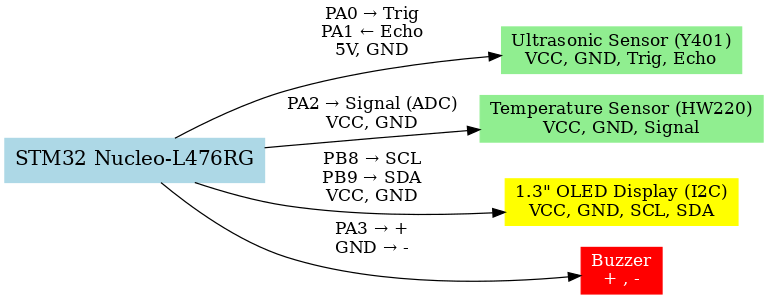 PA0 → Trig
PA1 ← Echo
5V, GND
Ultrasonic Sensor (Y401)
VCC, GND, Trig, Echo
PA2 → Signal (ADC)
VCC, GND
Temperature Sensor (HW220)
VCC, GND, Signal
STM32 Nucleo-L476RG
PB8 → SCL
PB9 → SDA
VCC, GND
1.3" OLED Display (I2C)
VCC, GND, SCL, SDA
PA3 → +
GND → -
Buzzer
+ , -